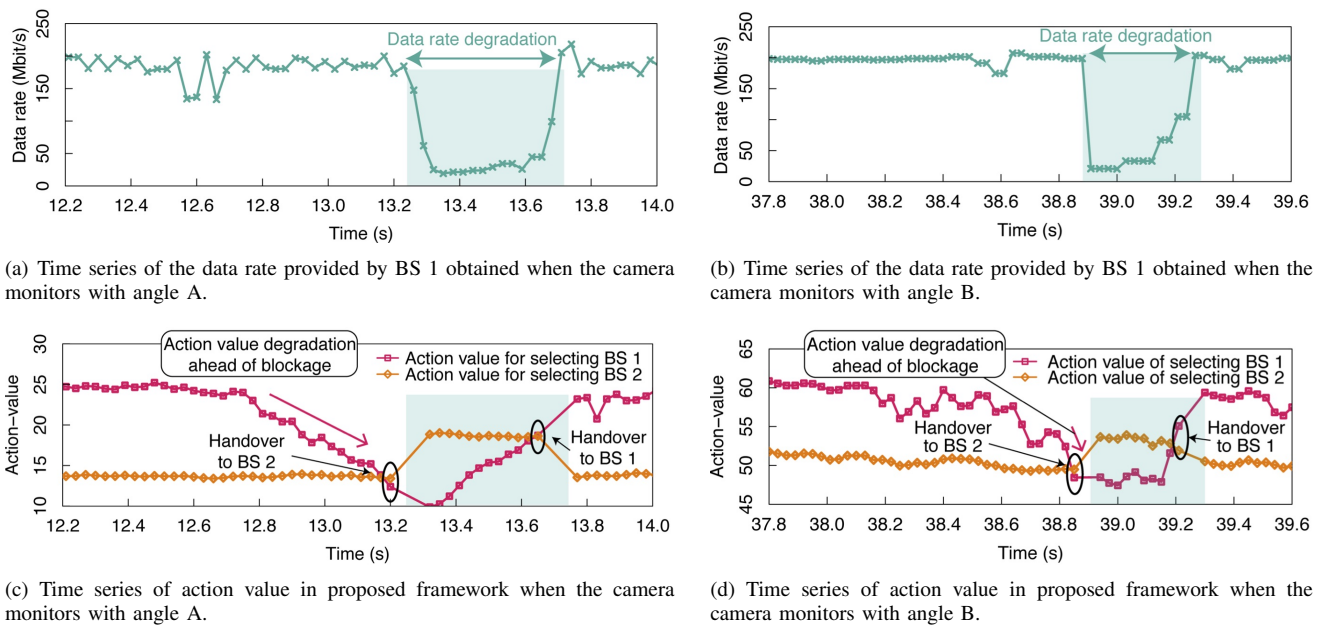 250
150
50
0
Data rate (Mbit/s)
Data rate degradation
12.2 12.4 12.6 12.8 13.0 13.2 13.4 13.6 13.8 14.0
Time (s)
(a) Time series of the data rate provided by BS 1 obtained when the camera
monitors with angle A.
250
150
50
0
Data rate (Mbit/s)
Data rate degradation
37.8 38.0 38.2 38.4 38.6 38.8 39.0 39.2 39.4 39.6
Time (s)
(b) Time series of the data rate provided by BS 1 obtained when the
camera monitors with angle B.
30
25
20
15
10
Action−value
Action value degradation
ahead of blockage
Action value for selecting BS 1
Action value for selecting BS 2
Handover
to BS 2
Handover
to BS 1
12.2 12.4 12.6 12.8 13.0 13.2 13.4 13.6 13.8 14.0
Time (s)
(c) Time series of action value in proposed framework when the camera
monitors with angle A.
65
60
55
50
45
Action−value
Action value degradation
ahead of blockage
Action value of selecting BS 1
Action value of selecting BS 2
Handover
to BS 2
Handover
to BS 1
37.8 38.0 38.2 38.4 38.6 38.8 39.0 39.2 39.4 39.6
Time (s)
(d) Time series of action value in proposed framework when the
camera monitors with angle B.